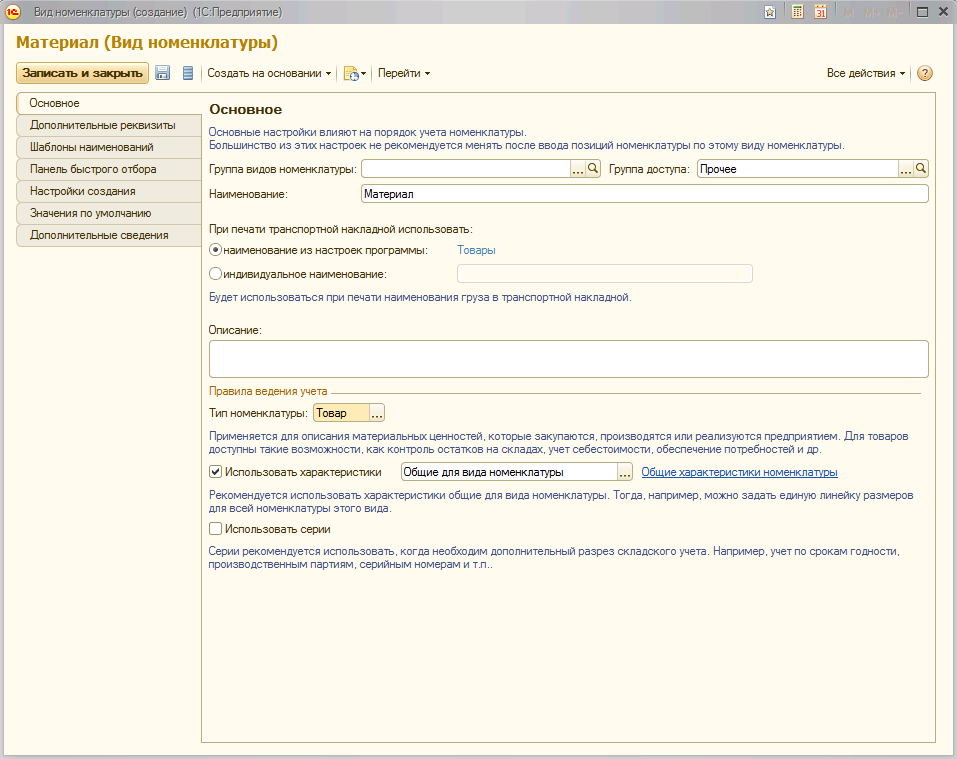 Вид номенклатуры (создание) (1С:Предприятие)
31 M M+ M-
Материал (Вид номенклатуры)
Записать и закрыть Создать на основании Перейти Все действия ?
Основное
Дополнительные реквизиты
Шаблоны наименований
Панель быстрого отбора
Настройки создания
Значения по умолчанию
Дополнительные сведения
Основное
Основные настройки влияют на порядок учета номенклатуры.
Большинство из этих настроек не рекомендуется менять после ввода позиций номенклатуры по этому виду номенклатуры.
Группа видов номенклатуры: ... Группа доступа: Прочее ...
Наименование: Материал
При печати транспортной накладной использовать:
наименование из настроек программы: Товары
индивидуальное наименование:
Будет использоваться при печати наименования груза в транспортной накладной.
Описание:
Правила ведения учета
Тип номенклатуры: Товар ...
Применяется для описания материальных ценностей, которые закупаются, производятся или реализуются предприятием. Для товаров
доступны такие возможности, как контроль остатков на складах, учет себестоимости, обеспечение потребностей и др.
Использовать характеристики Общие для вида номенклатуры ... Общие характеристики номенклатуры
Рекомендуется использовать характеристики общие для вида номенклатуры. Тогда, например, можно задать единую линейку размеров
для всей номенклатуры этого вида.
Использовать серии
Серии рекомендуется использовать, когда необходим дополнительный разрез складского учета. Например, учет по срокам годности,
производственным партиям, серийным номерам и т.п..